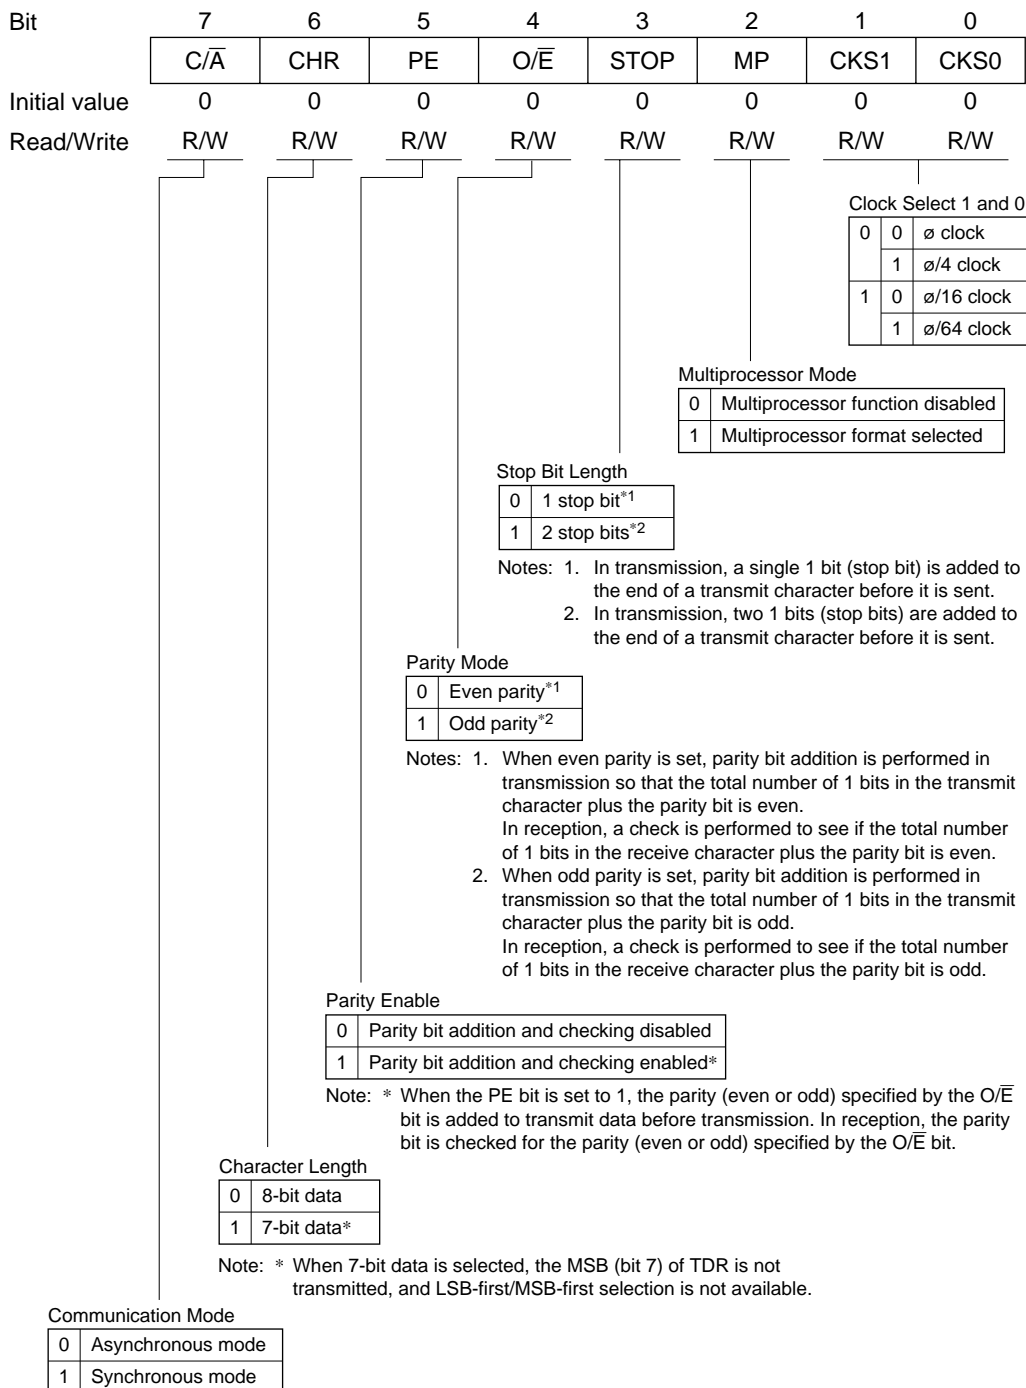 Bit 7 6 5 4 3 2 1 0
C/A̅ CHR PE O/E̅ STOP MP CKS1 CKS0
Initial value 0 0 0 0 0 0 0 0
Read/Write R/W R/W R/W R/W R/W R/W R/W R/W
Clock Select 1 and 0
0 0 ø clock
1 ø/4 clock
1 0 ø/16 clock
1 ø/64 clock
Multiprocessor Mode
0 Multiprocessor function disabled
1 Multiprocessor format selected
Stop Bit Length
0 1 stop bit*1
1 2 stop bits*2
Notes: 1. In transmission, a single 1 bit (stop bit) is added to
the end of a transmit character before it is sent.
2. In transmission, two 1 bits (stop bits) are added to
the end of a transmit character before it is sent.
Parity Mode
0 Even parity*1
1 Odd parity*2
Notes: 1. When even parity is set, parity bit addition is performed in
transmission so that the total number of 1 bits in the transmit
character plus the parity bit is even.
In reception, a check is performed to see if the total number
of 1 bits in the receive character plus the parity bit is even.
2. When odd parity is set, parity bit addition is performed in
transmission so that the total number of 1 bits in the transmit
character plus the parity bit is odd.
In reception, a check is performed to see if the total number
of 1 bits in the receive character plus the parity bit is odd.
Parity Enable
0 Parity bit addition and checking disabled
1 Parity bit addition and checking enabled*
Note: * When the PE bit is set to 1, the parity (even or odd) specified by the O/E̅
bit is added to transmit data before transmission. In reception, the parity
bit is checked for the parity (even or odd) specified by the O/E̅ bit.
Character Length
0 8-bit data
1 7-bit data*
Note: * When 7-bit data is selected, the MSB (bit 7) of TDR is not
transmitted, and LSB-first/MSB-first selection is not available.
Communication Mode
0 Asynchronous mode
1 Synchronous mode